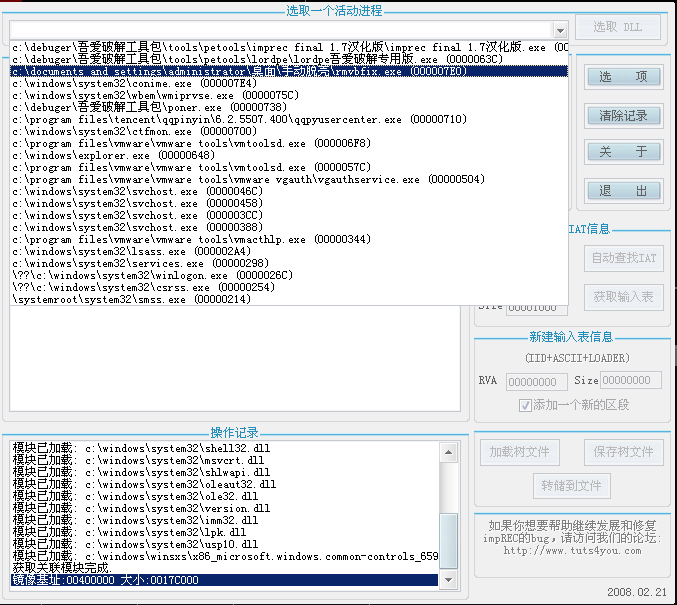 选取一个活动进程
选取 DLL
c:\debuger\吾爱破解工具包\tools\petools\imprec final 1.7汉化版\imprec final 1.7汉化版.exe (00
c:\debuger\吾爱破解工具包\tools\petools\lordpe\lordpe吾爱破解专用版.exe (0000063C)
c:\documents and settings\administrator\桌面\手动脱壳\rmvbfix.exe (000007E0)
c:\windows\system32\conime.exe (000007E4)
c:\windows\system32\wbem\wmiprvse.exe (0000075C)
c:\debuger\吾爱破解工具包\poner.exe (00000738)
c:\program files\tencent\qqpinyin\6.2.5507.400\qqpyusercenter.exe (00000710)
c:\windows\system32\ctfmon.exe (00000700)
c:\program files\vmware\vmware tools\vmtoolsd.exe (000006F8)
c:\windows\explorer.exe (00000648)
c:\program files\vmware\vmware tools\vmtoolsd.exe (0000057C)
c:\program files\vmware\vmware tools\vmware vgauth\vgauthservice.exe (00000504)
c:\windows\system32\svchost.exe (0000046C)
c:\windows\system32\svchost.exe (00000458)
c:\windows\system32\svchost.exe (000003CC)
c:\windows\system32\svchost.exe (00000388)
c:\program files\vmware\vmware tools\vmacthlp.exe (00000344)
c:\windows\system32\lsass.exe (000002A4)
c:\windows\system32\services.exe (00000298)
\??\c:\windows\system32\winlogon.exe (0000026C)
\??\c:\windows\system32\csrss.exe (00000254)
\systemroot\system32\smss.exe (00000214)
选 项
清除记录
关 于
退 出
IAT信息
自动查找IAT
获取输入表
Size 00001000
新建输入表信息
(IID+ASCII+LOADER)
RVA 00000000 Size 00000000
添加一个新的区段
操作记录
模块已加载: c:\windows\system32\shell32.dll
模块已加载: c:\windows\system32\msvcrt.dll
模块已加载: c:\windows\system32\shlwapi.dll
模块已加载: c:\windows\system32\oleaut32.dll
模块已加载: c:\windows\system32\ole32.dll
模块已加载: c:\windows\system32\version.dll
模块已加载: c:\windows\system32\imm32.dll
模块已加载: c:\windows\system32\lpk.dll
模块已加载: c:\windows\system32\usp10.dll
模块已加载: c:\windows\winsxs\x86_microsoft.windows.common-controls_659
获取关联模块完成.
镜像基址:00400000 大小:0017C000
加载树文件
保存树文件
转储到文件
如果你想要帮助继续发展和修复
impREC的bug,请访问我们的论坛:
http://www.tuts4you.com
2008.02.21